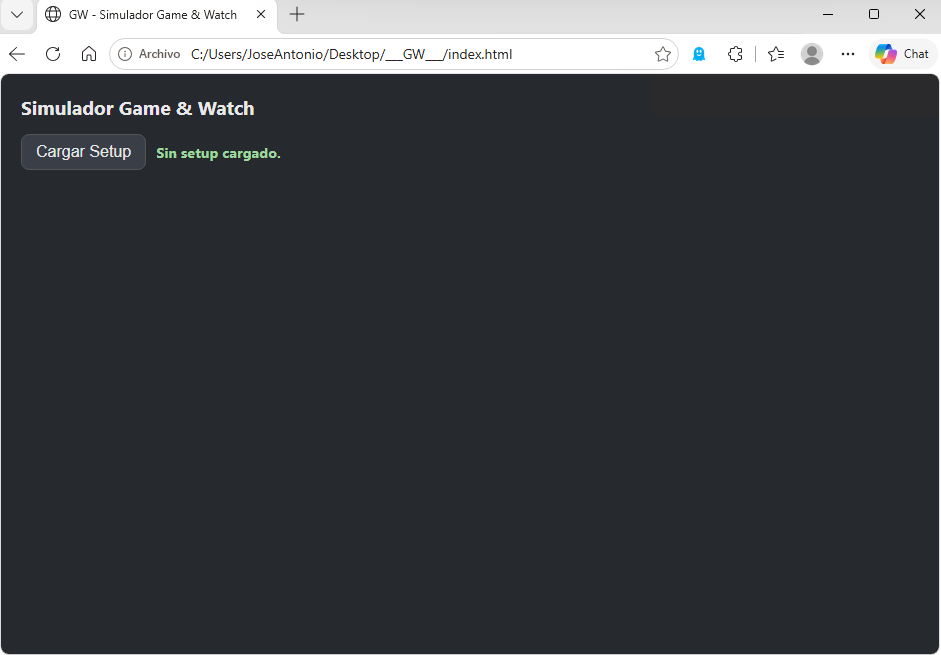 GW - Simulador Game & Watch
Archivo C:/Users/JoseAntonio/Desktop/___GW___/index.html
Chat
Simulador Game & Watch
Cargar Setup
Sin setup cargado.